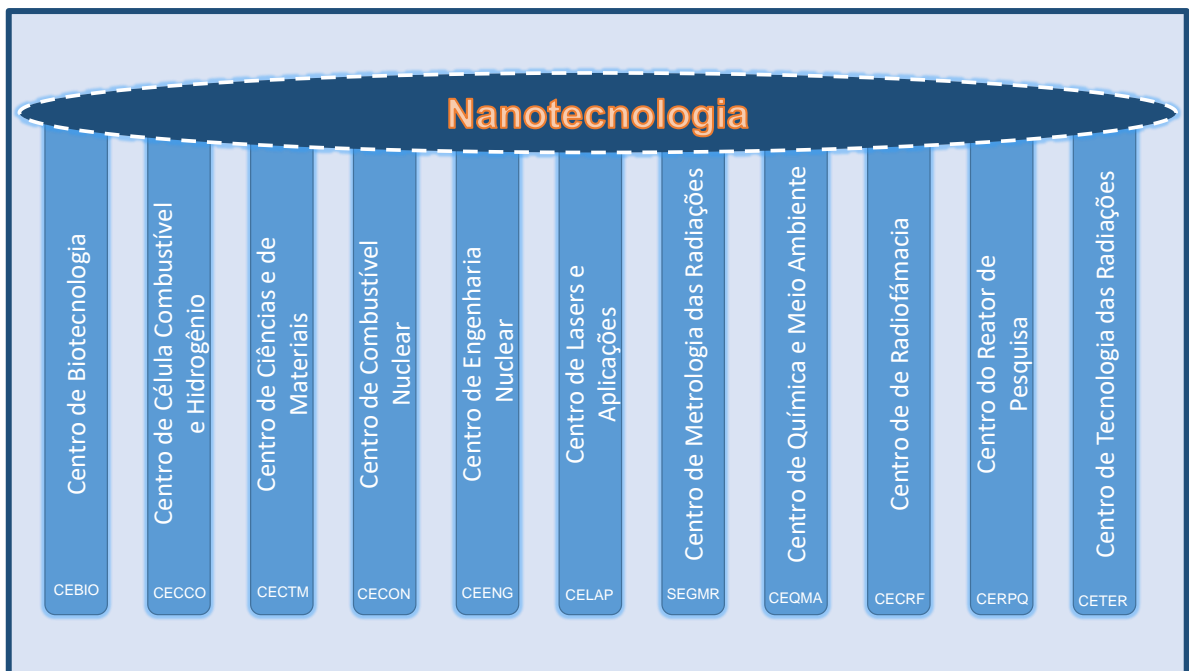 Nanotecnologia
Centro de Biotecnologia
CEBIO
Centro de Célula Combustível
e Hidrogênio
CECCO
Centro de Ciências e de
Materiais
CECTM
Centro de Combustível
Nuclear
CECON
Centro de Engenharia
Nuclear
CEENG
Centro de Lasers e
Aplicações
CELAP
Centro de Metrologia das Radiações
SEGMR
Centro de Química e Meio Ambiente
CEQMA
Centro de de Radiofámacia
CECRF
Centro do Reator de
Pesquisa
CERPQ
Centro de Tecnologia das Radiações
CETER